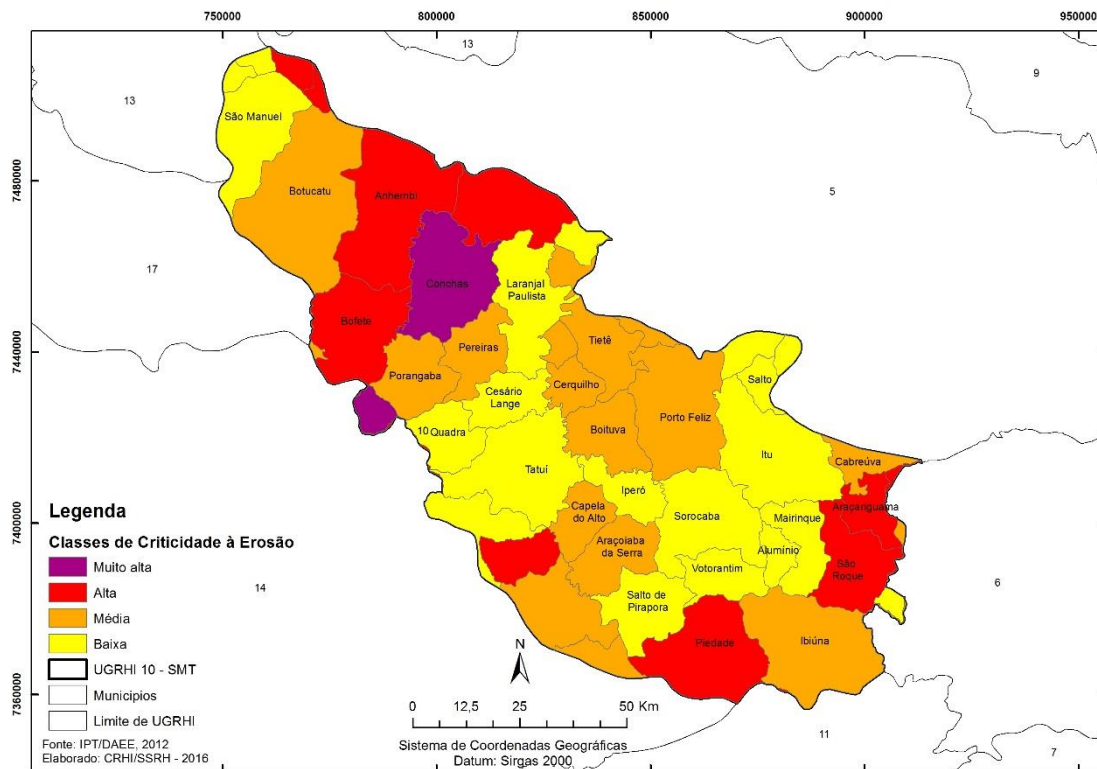 750000
800000
850000
900000
950000
13
13
9
São Manuel
7480000
Botucatu
Anhembi
5
17
Conchas
Laranjal
Paulista
Bofete
7440000
Pereiras
Tietê
Porangaba
Cesário
Lange
Cerquilho
Salto
Porto Feliz
10
Quadra
Boituva
Itu
Cabreúva
Tatuí
Iperó
7400000
Capela
do Alto
Sorocaba
Araçariguama
Mairinque
Araçoiaba
da Serra
Alumínio
São
Roque
Votorantim
Salto de
Pirapora
14
6
Piedade
Ibiúna
7360000
11
7
Legenda
Classes de Criticidade à Erosão
Muito alta
Alta
Média
Baixa
UGRHI 10 - SMT
Municipios
Limite de UGRHI
Fonte: IPT/DAEE, 2012
Elaborado: CRHI/SSRH - 2016
N
0 12,5 25 50 Km
Sistema de Coordenadas Geográficas
Datum: Sirgas 2000